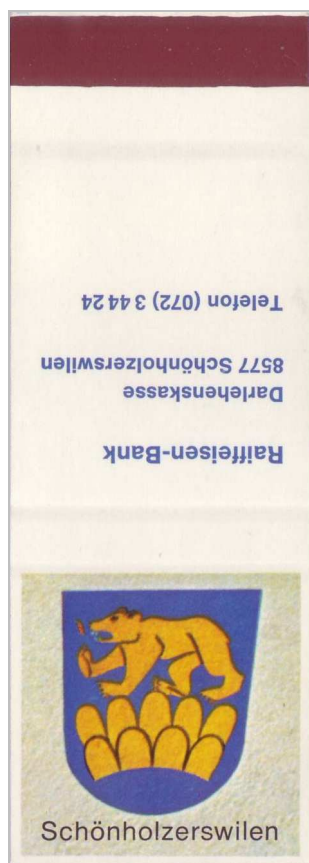 Raiffeisen-Bank
Darlehenskasse
8577 Schönholzerswilen
Telefon (072) 3 44 24
Schönholzerswilen